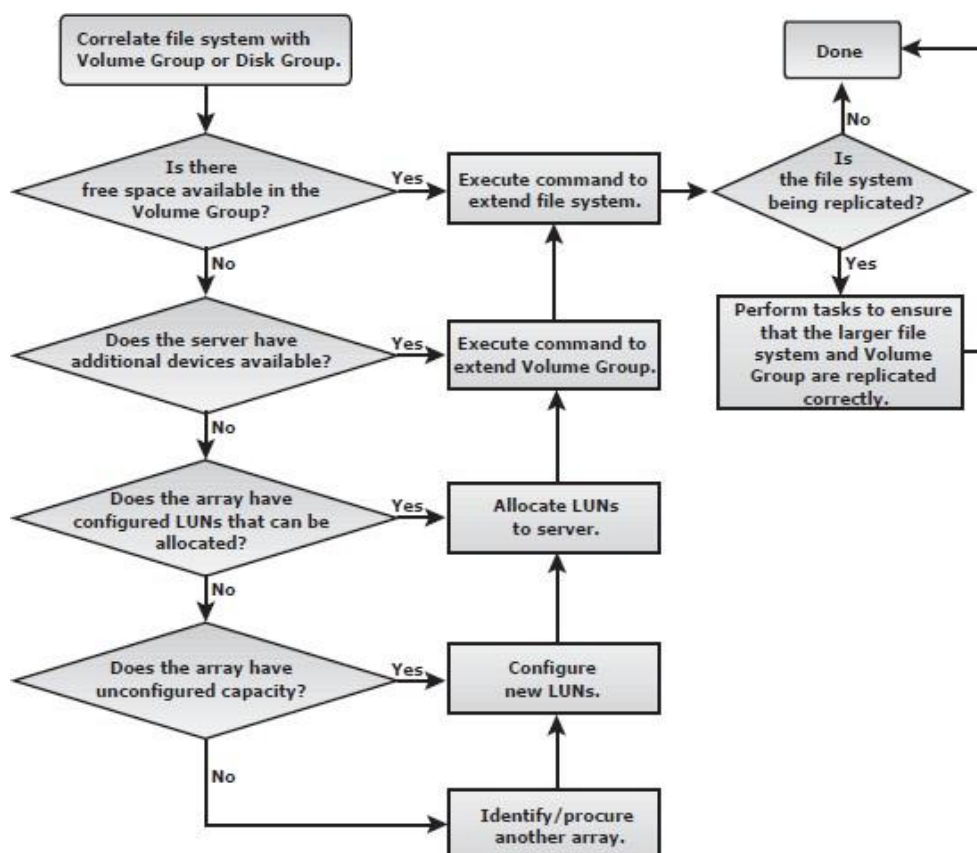 Correlate file system with
Volume Group or Disk Group.
Done
No
Is there
free space available in the
Volume Group?
Yes
Execute command to
extend file system.
Is
the file system
being replicated?
No
Yes
Does the server have
additional devices available?
Yes
Execute command to
extend Volume Group.
Perform tasks to ensure
that the larger file
system and Volume
Group are replicated
correctly.
No
Does the array have
configured LUNs that can be
allocated?
Yes
Allocate LUNs
to server.
No
Does the array have
unconfigured capacity?
Yes
Configure
new LUNs.
No
Identify/procure
another array.